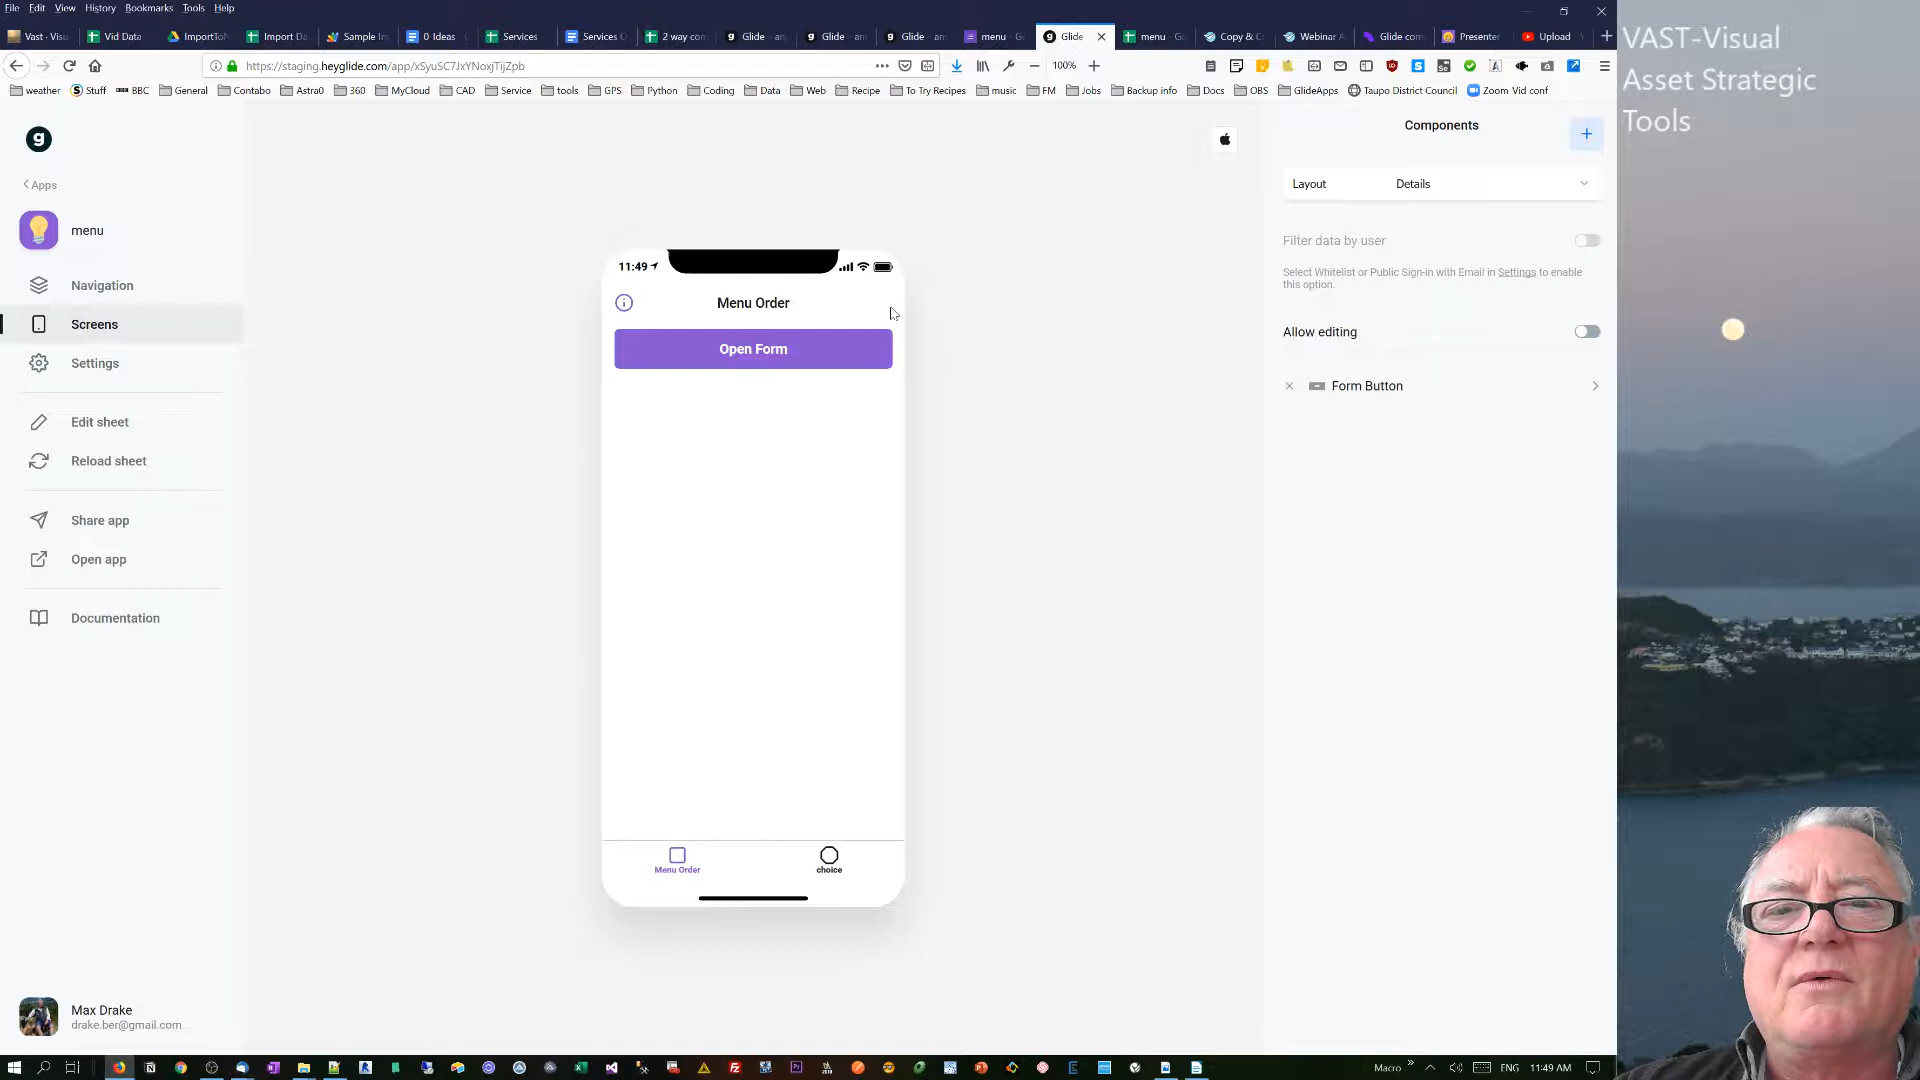 File Edit View History Bookmarks Tools Help
Vast - Visu Vid Data ImportToN Import Da Sample Im 0-Ideas Services Services O 2 way com Glide – an Glide – an Glide – an menu - G Glide menu - Go Copy & C Webinar A Glide com Presenter Upload
https://staging.heyglide.com/app/xSyuSC7JxYNoxjTijZpb 100%
weather Stuff BBC General Contabo Astra0 360 MyCloud CAD Service tools GPS Python Coding Data Web Recipe To Try Recipes music FM Jobs Backup info Docs OBS GlideApps Taupo District Council Zoom Vid conf
VAST-Visual
Asset Strategic
Tools
g
Apps
menu
Navigation
Screens
Settings
Edit sheet
Reload sheet
Share app
Open app
Documentation
Max Drake
drake.ber@gmail.com
11:49
Menu Order
Open Form
Menu Order choice
Components
Layout Details
Filter data by user
Select Whitelist or Public Sign-in with Email in Settings to enable
this option.
Allow editing
Form Button
Macro ENG 11:49 AM